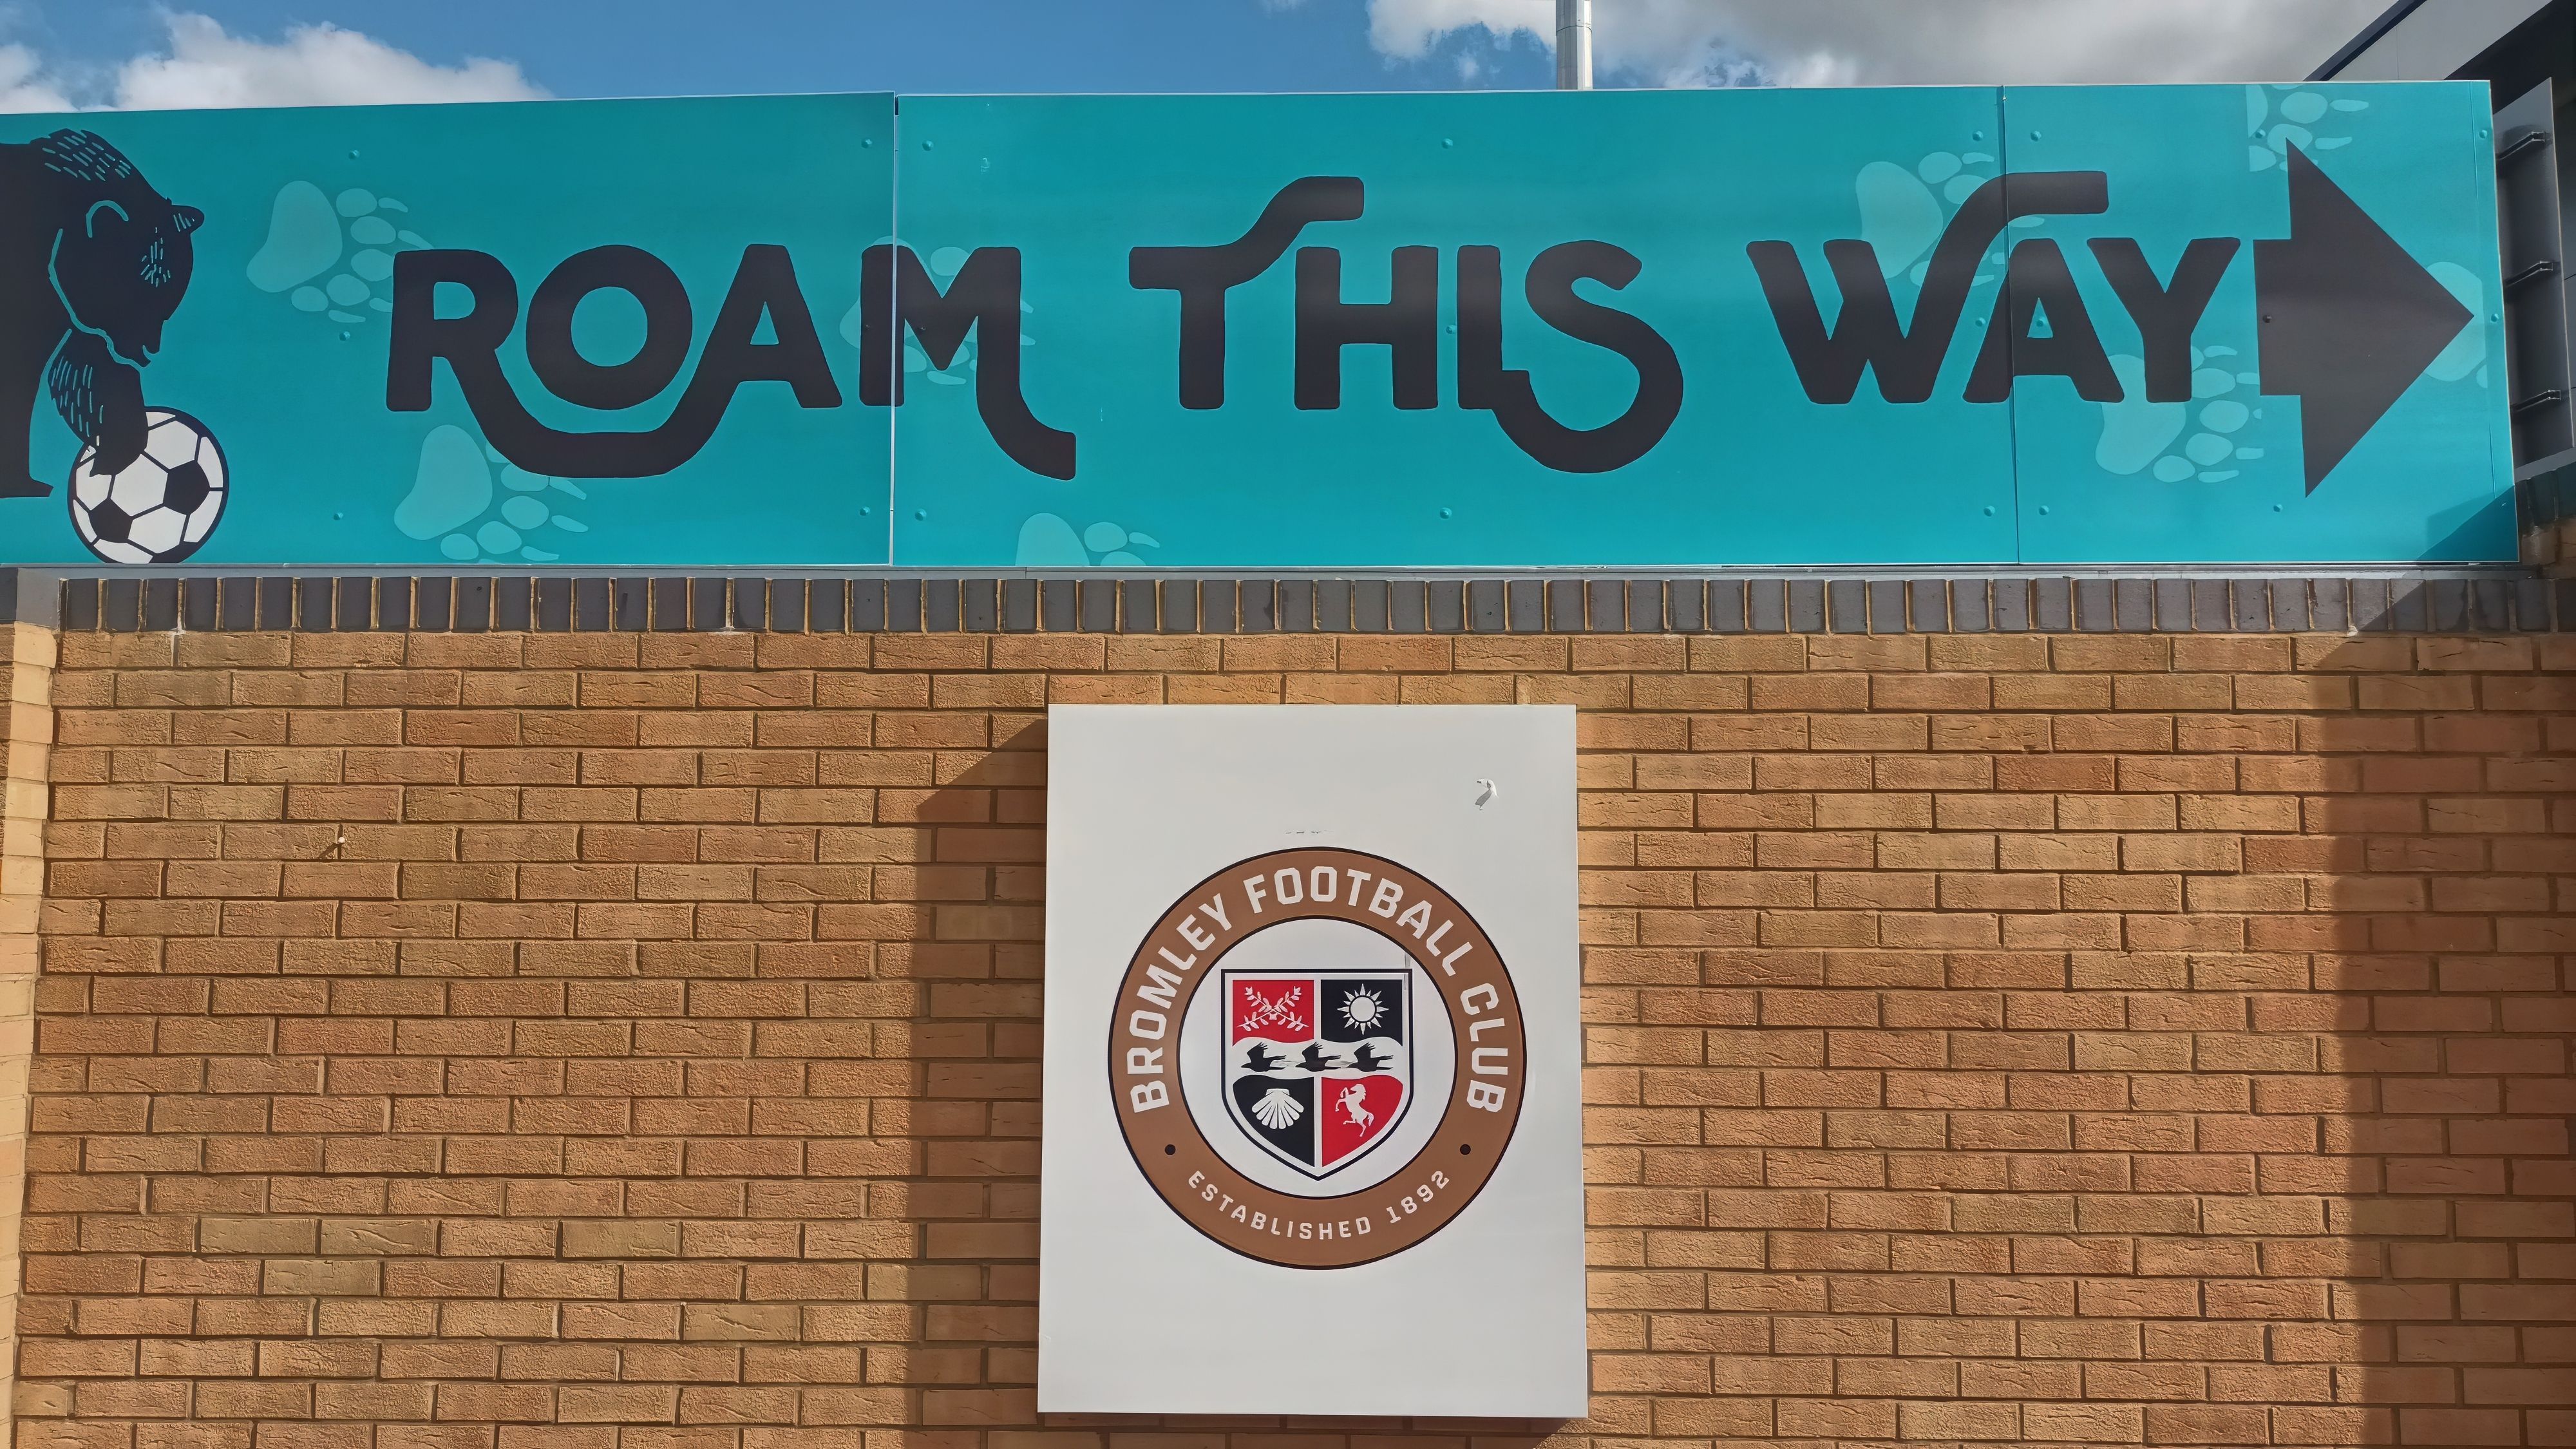 ROAM THIS WAY
BROMLEY FOOTBALL CLUB
ESTABLISHED 1892